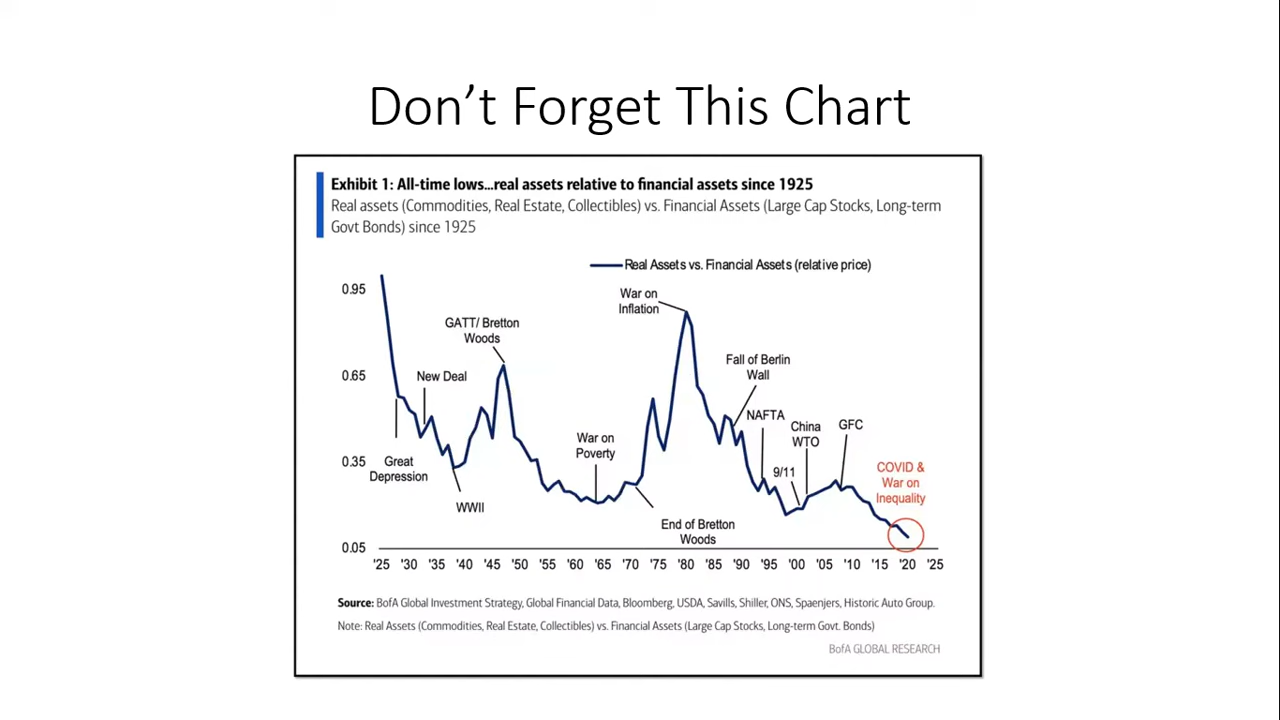 Don’t Forget This Chart
Exhibit 1: All-time lows...real assets relative to financial assets since 1925
Real assets (Commodities, Real Estate, Collectibles) vs. Financial Assets (Large Cap Stocks, Long-term
Govt Bonds) since 1925
Real Assets vs. Financial Assets (relative price)
0.95
0.65
0.35
0.05
Great
Depression
New Deal
WWII
GATT/ Bretton
Woods
War on
Poverty
End of Bretton
Woods
War on
Inflation
Fall of Berlin
Wall
NAFTA
9/11
China
WTO
GFC
COVID &
War on
Inequality
'25 '30 '35 '40 '45 '50 '55 '60 '65 '70 '75 '80 '85 '90 '95 '00 '05 '10 '15 '20 '25
Source: BofA Global Investment Strategy, Global Financial Data, Bloomberg, USDA, Savills, Shiller, ONS, Spaenjers, Historic Auto Group.
Note: Real Assets (Commodities, Real Estate, Collectibles) vs. Financial Assets (Large Cap Stocks, Long-term Govt. Bonds)
BofA GLOBAL RESEARCH